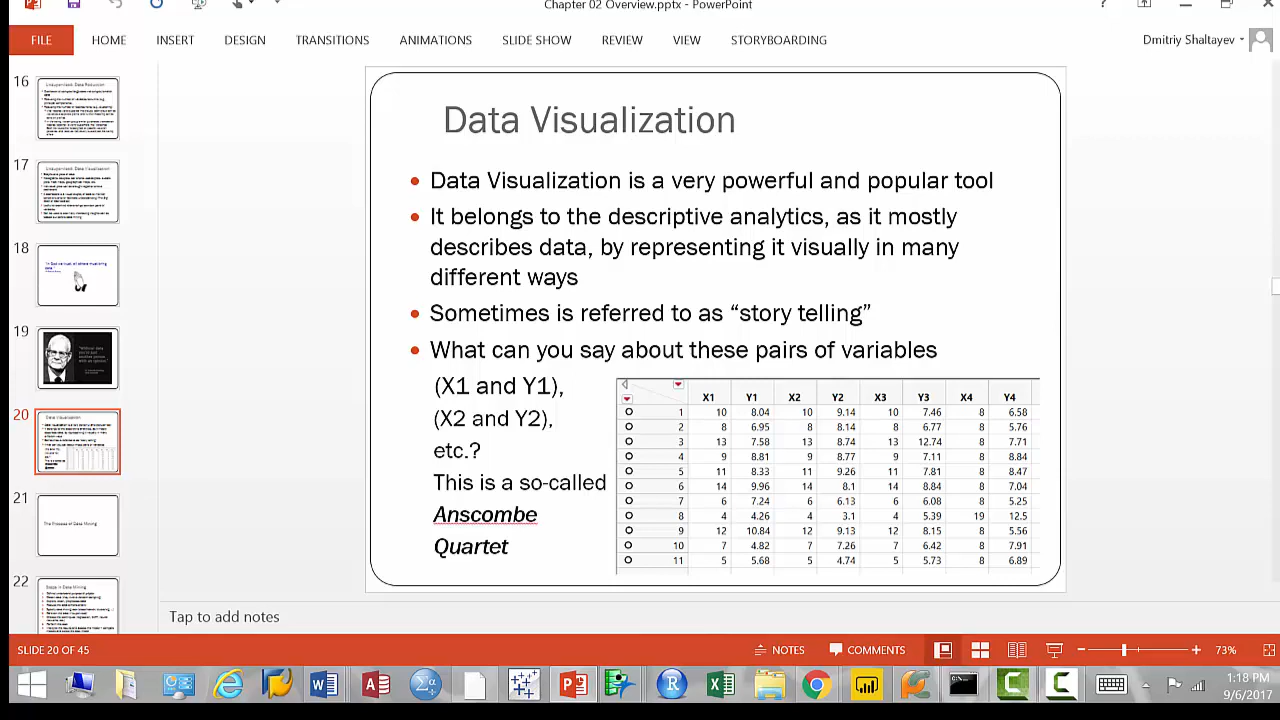 Chapter 02 Overview.pptx - PowerPoint
FILE HOME INSERT DESIGN TRANSITIONS ANIMATIONS SLIDE SHOW REVIEW VIEW STORYBOARDING Dmitriy Shaltayev
16
17
18
19
20
21
22
The Process of Data Mining
Data Visualization
• Data Visualization is a very powerful and popular tool
• It belongs to the descriptive analytics, as it mostly
describes data, by representing it visually in many
different ways
• Sometimes is referred to as “story telling”
• What can you say about these pairs of variables
(X1 and Y1),
(X2 and Y2),
etc.?
This is a so-called
Anscombe
Quartet
X1 Y1 X2 Y2 X3 Y3 X4 Y4
1 10 8.04 10 9.14 10 7.46 8 6.58
2 8 6.95 8 8.14 8 6.77 8 5.76
3 13 7.58 13 8.74 13 12.74 8 7.71
4 9 8.81 9 8.77 9 7.11 8 8.84
5 11 8.33 11 9.26 11 7.81 8 8.47
6 14 9.96 14 8.1 14 8.84 8 7.04
7 6 7.24 6 6.13 6 6.08 8 5.25
8 4 4.26 4 3.1 4 5.39 19 12.5
9 12 10.84 12 9.13 12 8.15 8 5.56
10 7 4.82 7 7.26 7 6.42 8 7.91
11 5 5.68 5 4.74 5 5.73 8 6.89
Tap to add notes
SLIDE 20 OF 45 NOTES COMMENTS 73%
1:18 PM
9/6/2017